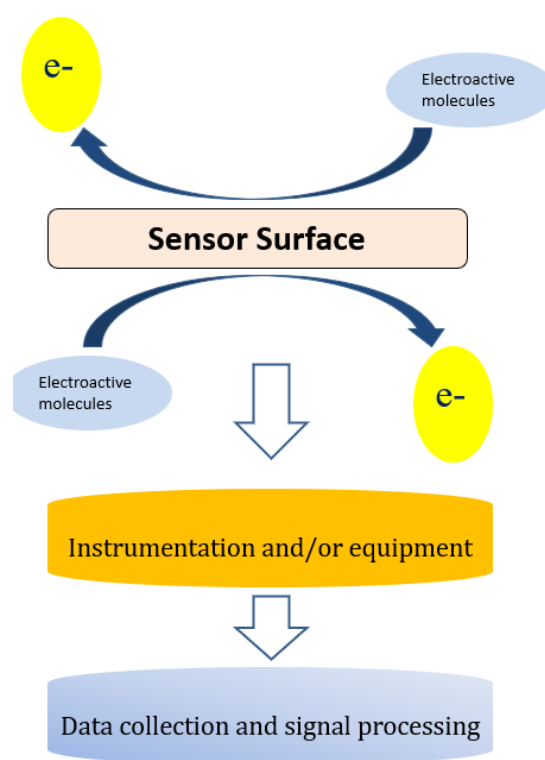 e-
Electroactive
molecules
Sensor Surface
Electroactive
molecules
e-
Instrumentation and/or equipment
Data collection and signal processing